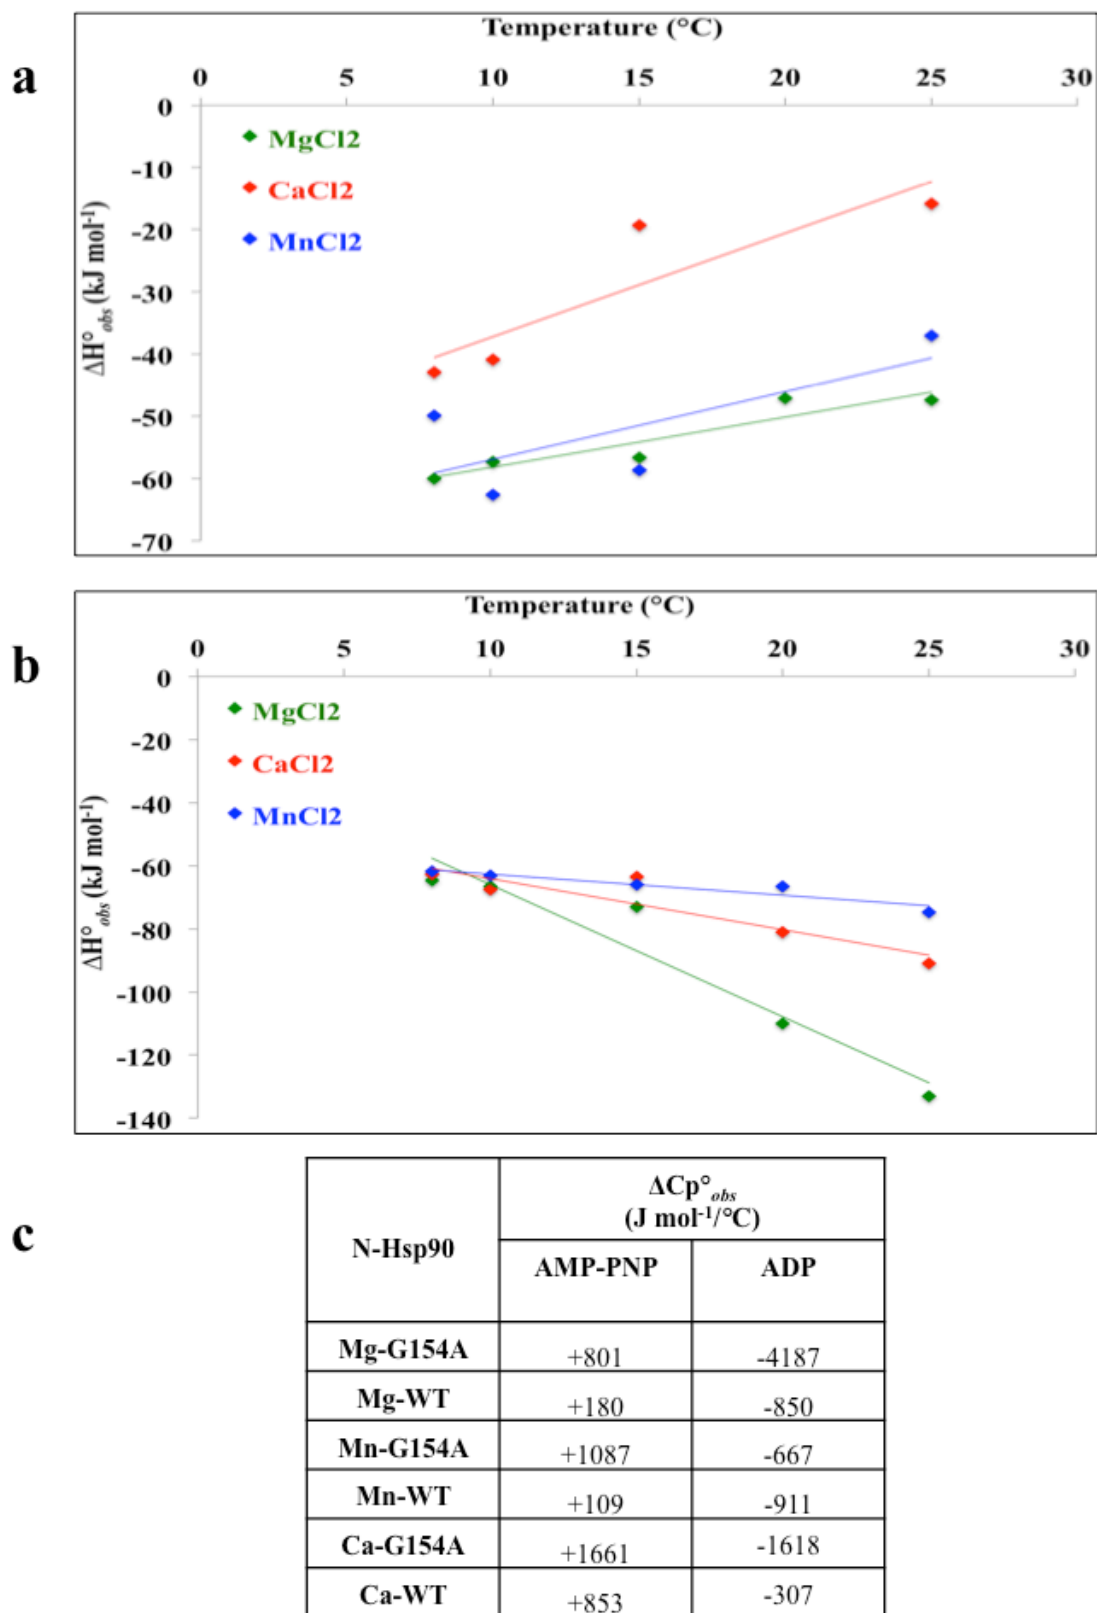 a
Temperature (°C)
0 5 10 15 20 25 30
0
-10
-20
-30
-40
-50
-60
-70
ΔH°obs (kJ mol-1)
MgCl2
CaCl2
MnCl2
b
Temperature (°C)
0 5 10 15 20 25 30
0
-20
-40
-60
-80
-100
-120
-140
ΔH°obs (kJ mol-1)
MgCl2
CaCl2
MnCl2
c
N-Hsp90
ΔCp°obs
(J mol-1/°C)
AMP-PNP ADP
Mg-G154A +801 -4187
Mg-WT +180 -850
Mn-G154A +1087 -667
Mn-WT +109 -911
Ca-G154A +1661 -1618
Ca-WT +853 -307